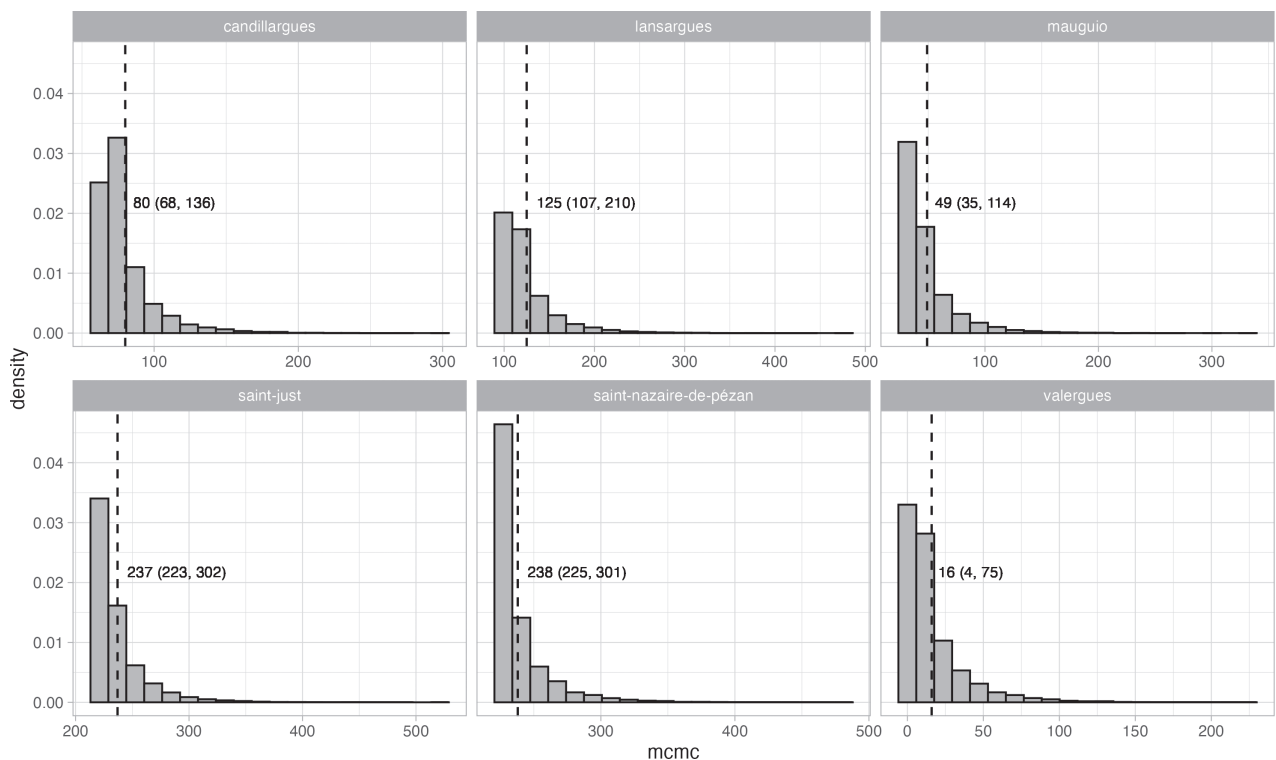 candillargues
lansargues
mauguio
0.04
0.03
0.02
0.01
0.00
80 (68, 136)
125 (107, 210)
49 (35, 114)
100 200 300
100 200 300 400 500
100 200 300
density
saint-just
saint-nazaire-de-pézan
valergues
0.04
0.03
0.02
0.01
0.00
237 (223, 302)
238 (225, 301)
16 (4, 75)
200 300 400 500
300 400 500
0 50 100 150 200
mcmc